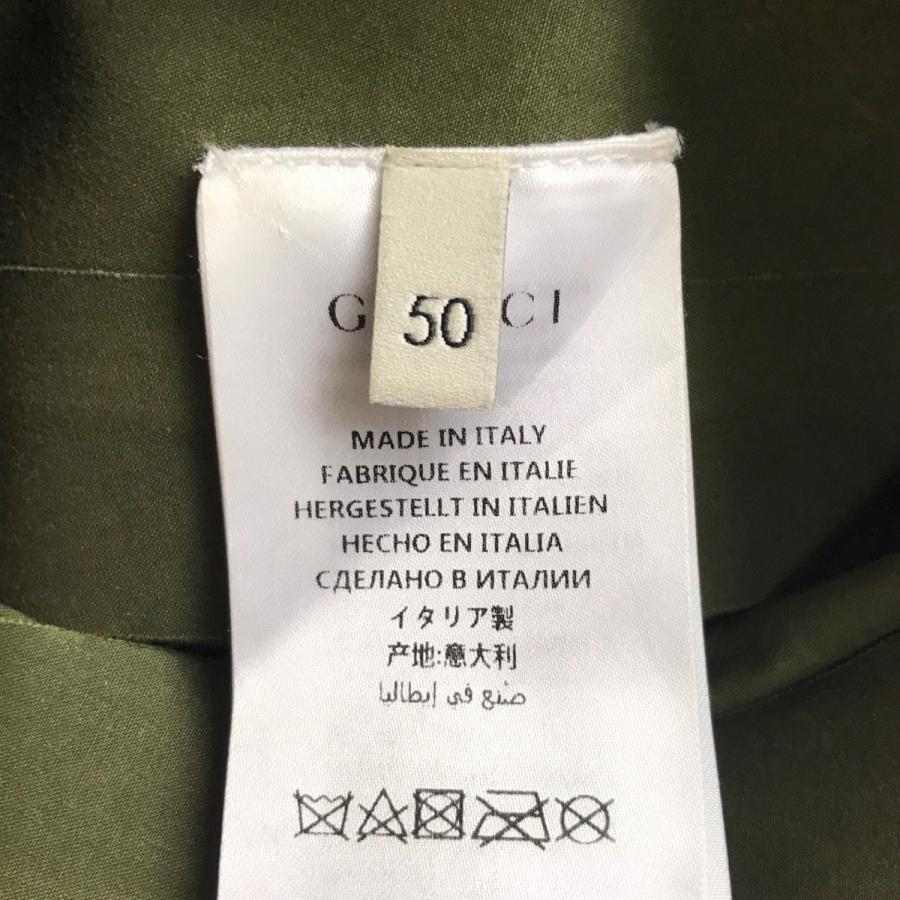 G CI
50
MADE IN ITALY
FABRIQUE EN ITALIE
HERGESTELLT IN ITALIEN
HECHO EN ITALIA
СДЕЛАНО В ИТАЛИИ
イタリア製
产地:意大利
صنع في إيطاليا